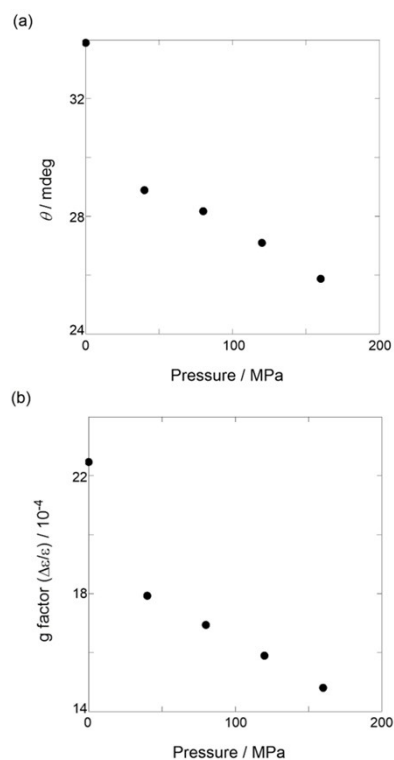 (a)
32
28
24
θ / mdeg
0
100
200
Pressure / MPa
(b)
22
18
14
g factor (Δε/ε) / 10⁻⁴
0
100
200
Pressure / MPa